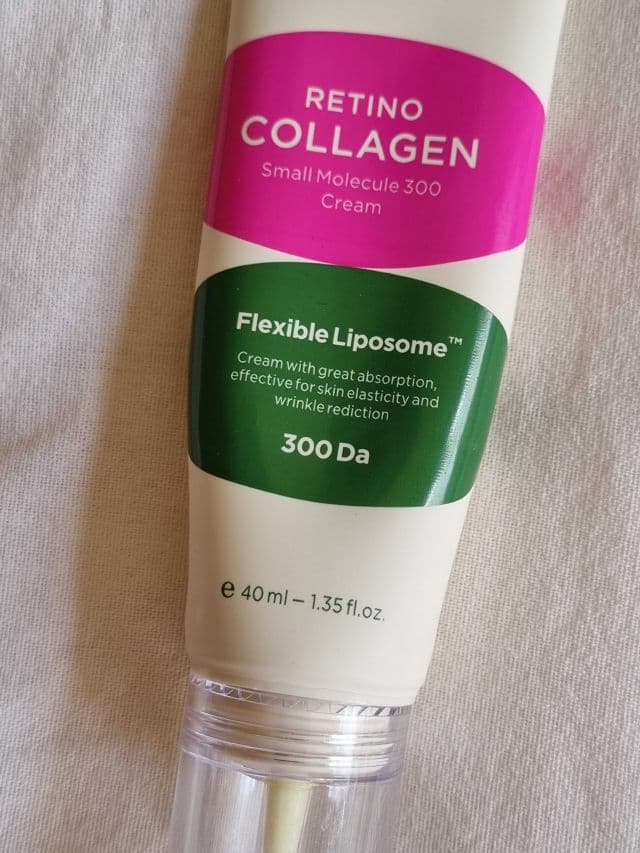 RETINO
COLLAGEN
Small Molecule 300
Cream
Flexible Liposome™
Cream with great absorption,
effective for skin elasticity and
wrinkle rediction
300 Da
e 40 ml – 1.35 fl.oz.